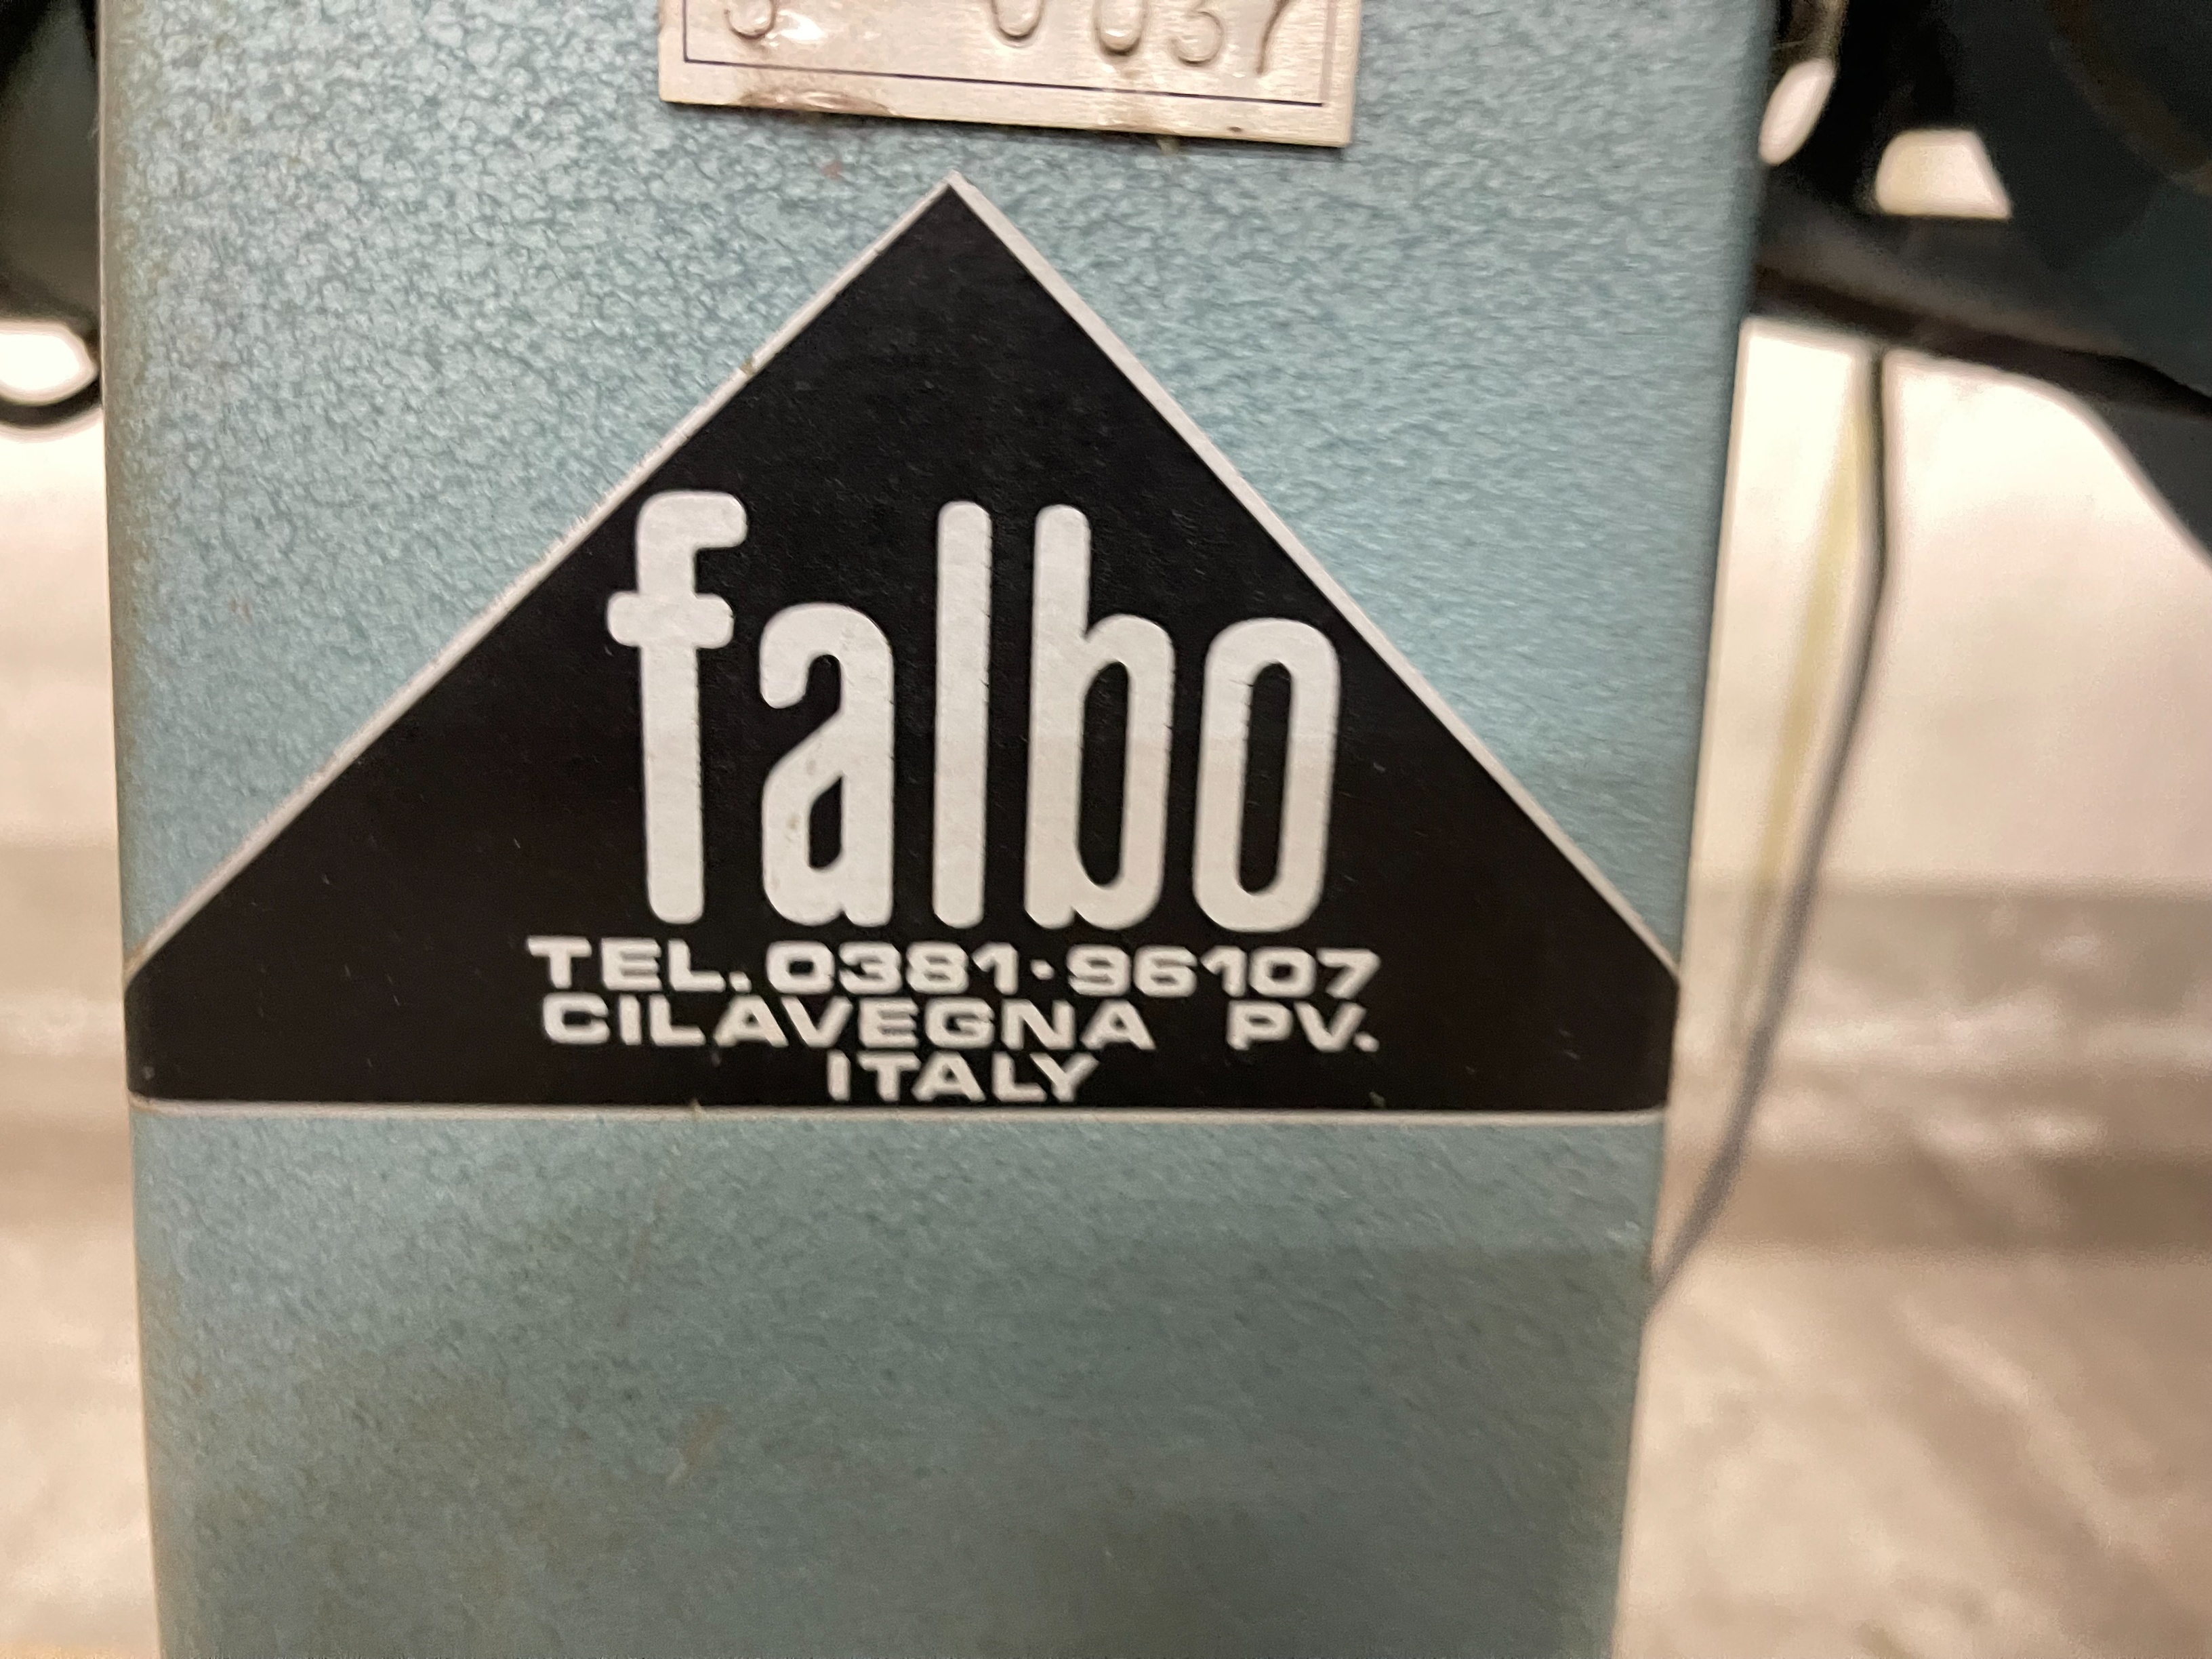 falbo
TEL. 0381·96107
CILAVEGNA PV.
ITALY